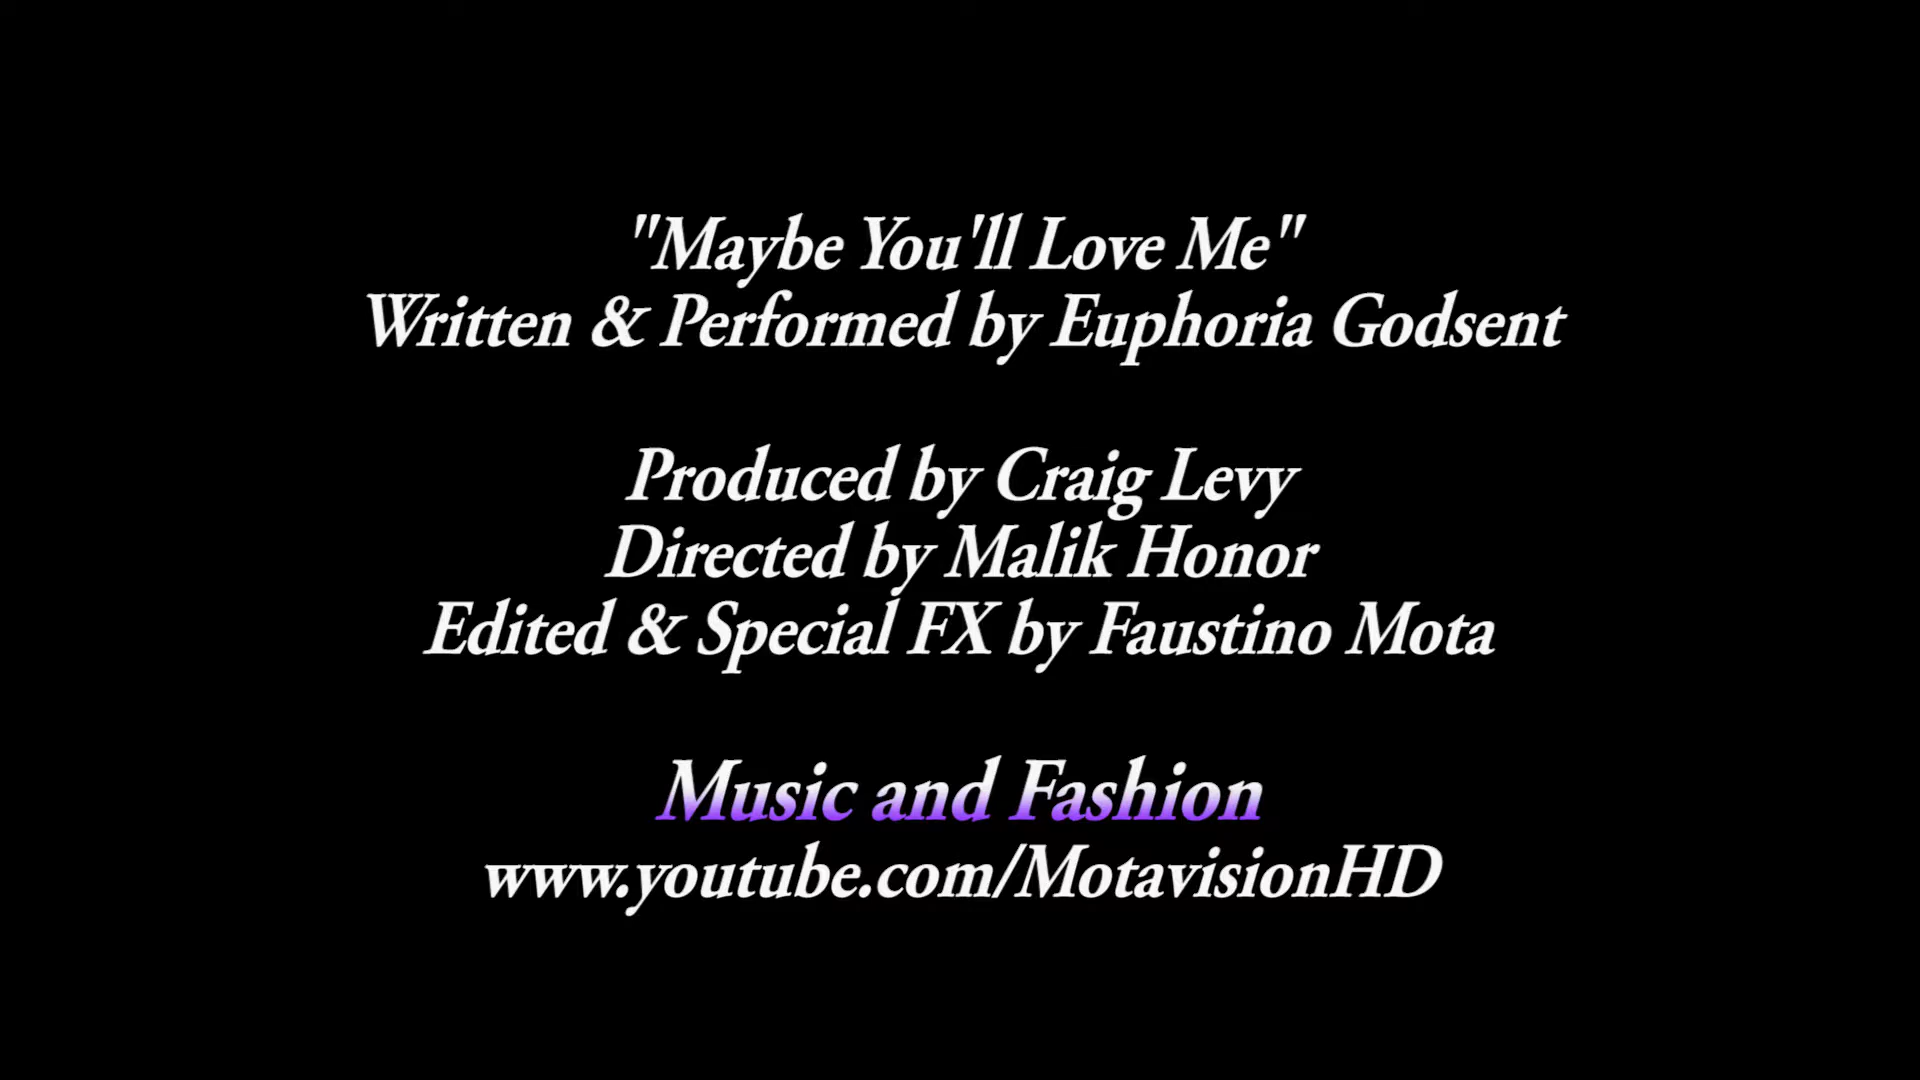 "Maybe You'll Love Me"
Written & Performed by Euphoria Godsent
Produced by Craig Levy
Directed by Malik Honor
Edited & Special FX by Faustino Mota
Music and Fashion
www.youtube.com/MotavisionHD